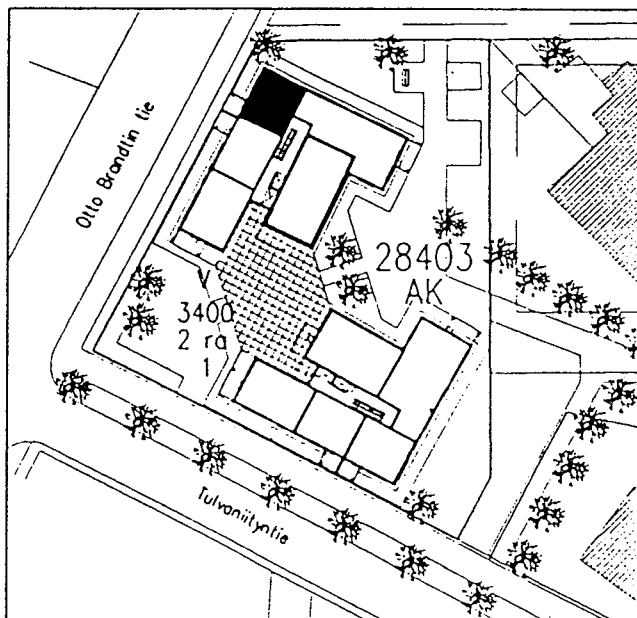 Otto Brandtin tie
28403
AK
V
3400
2 ra
1
Tulvaniityntie